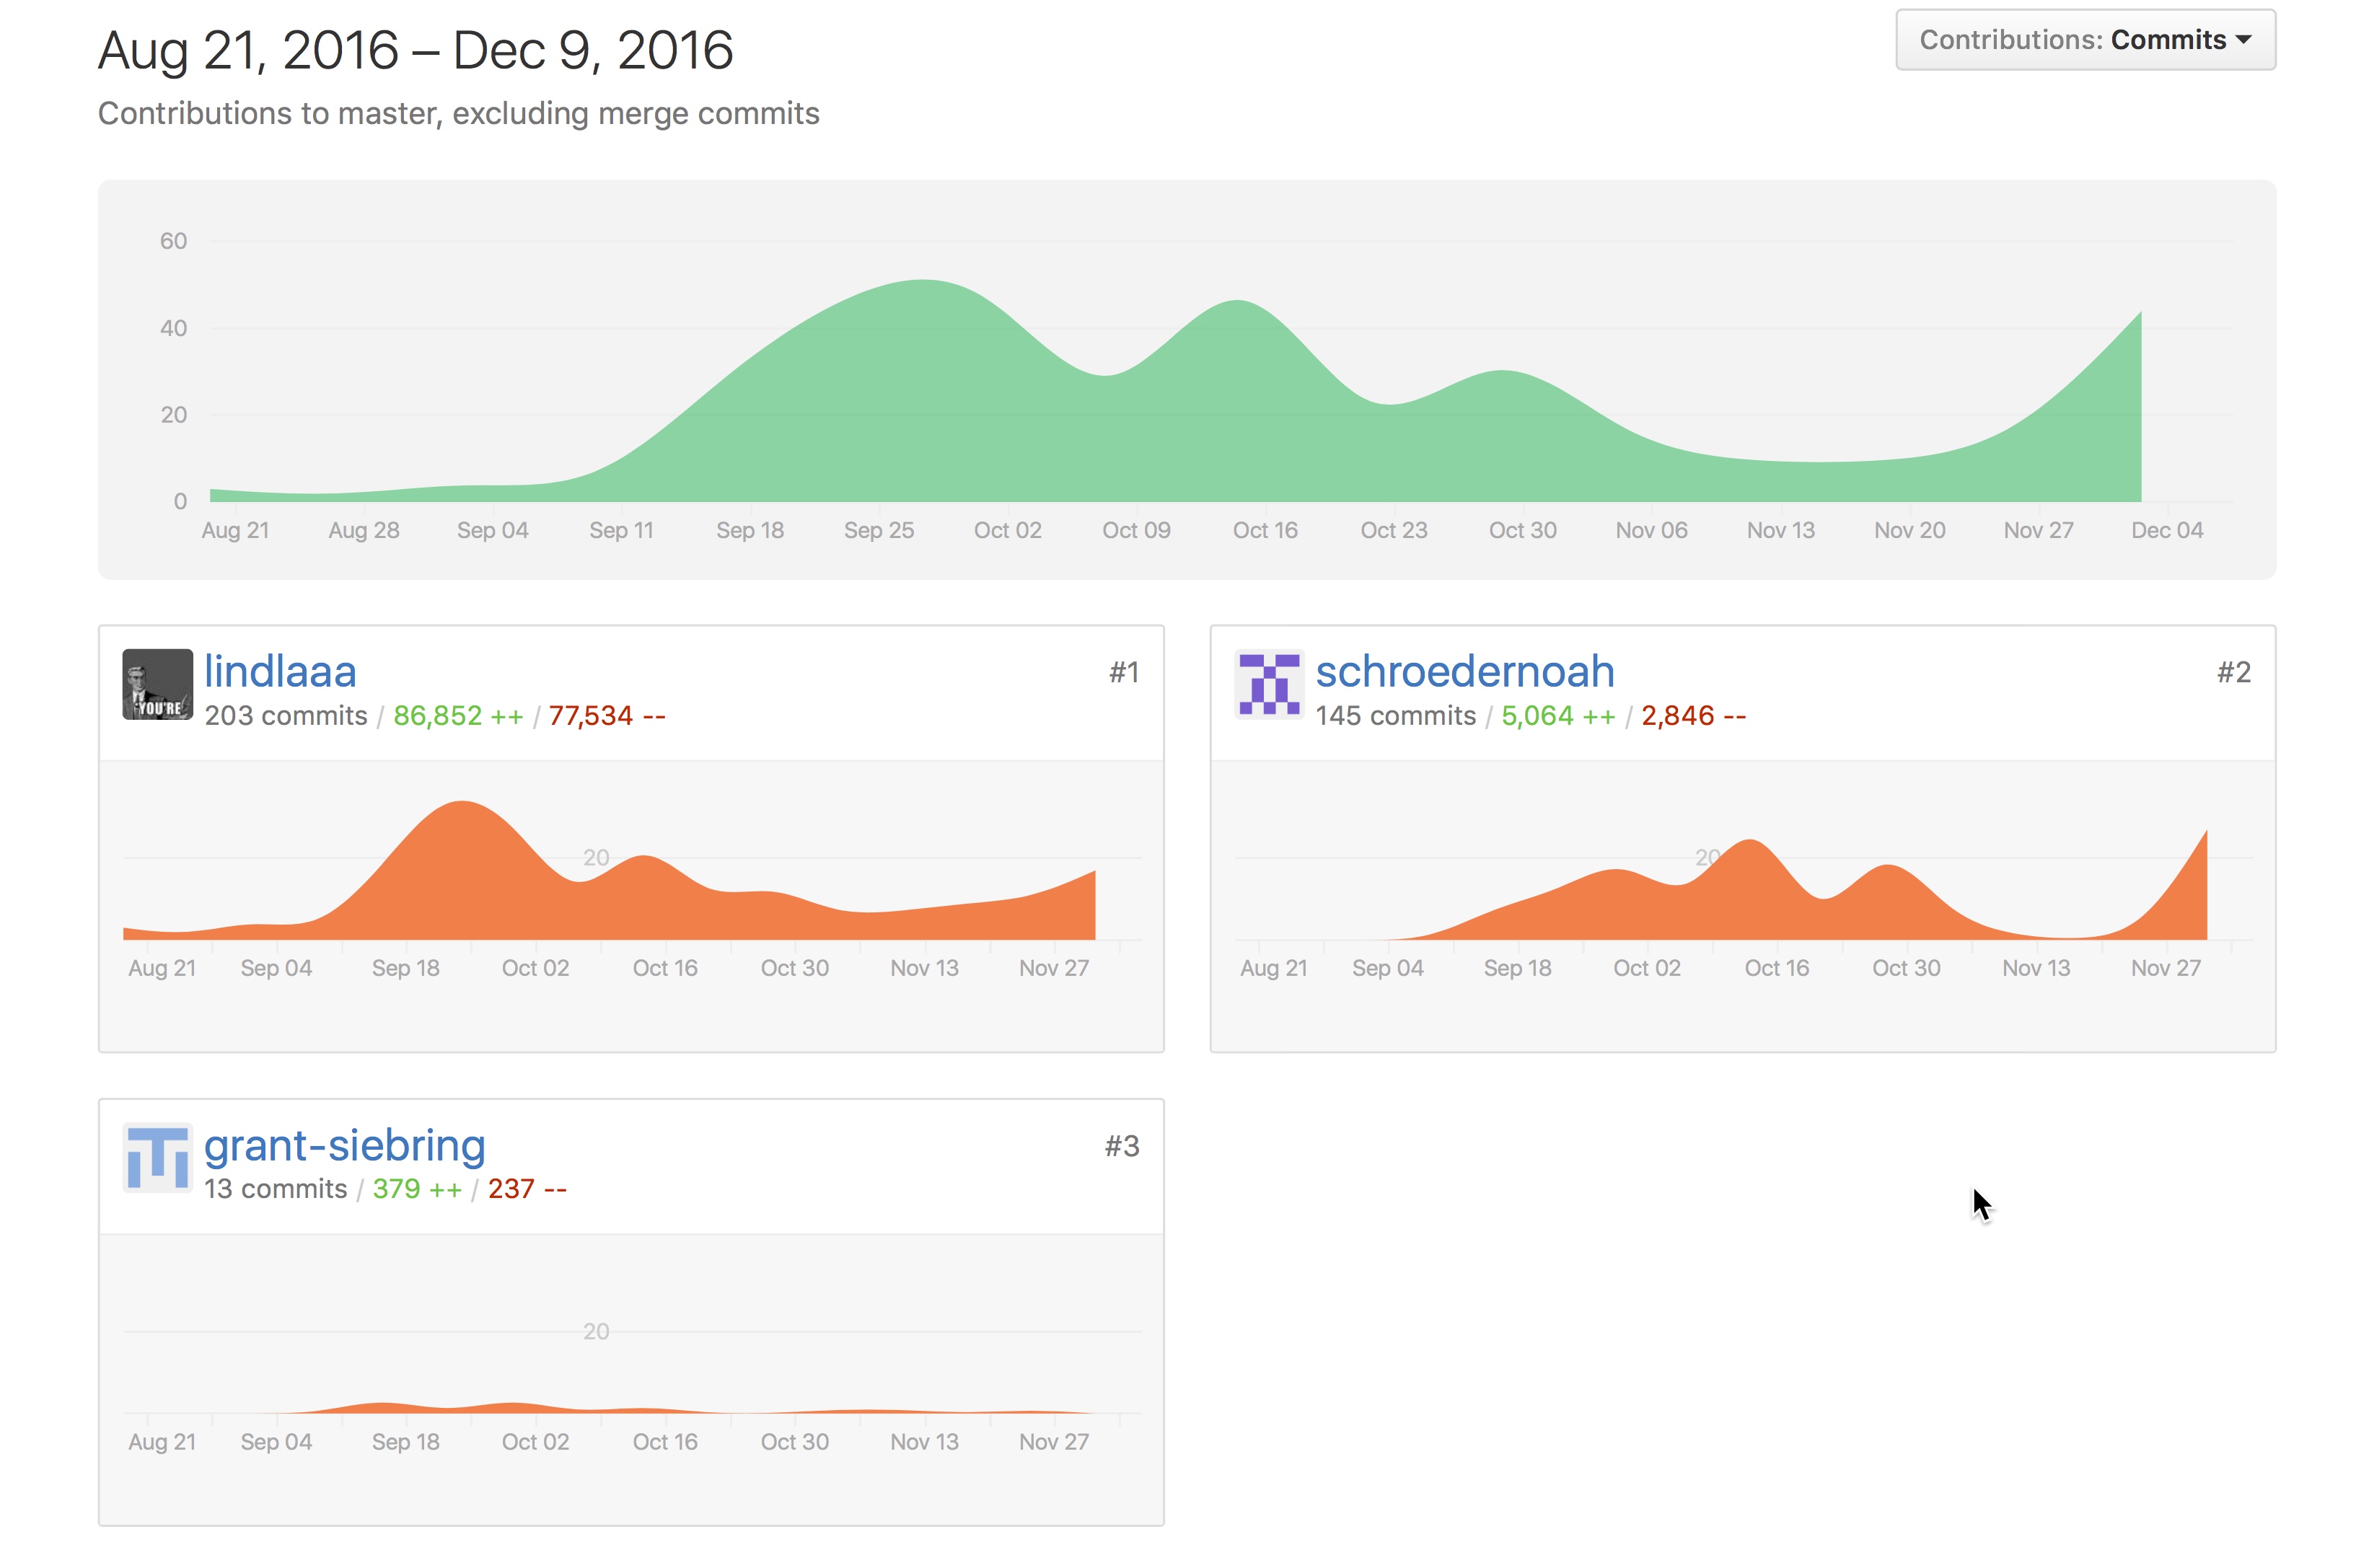 Aug 21, 2016 – Dec 9, 2016
Contributions: Commits
Contributions to master, excluding merge commits
60
40
20
0
Aug 21 Aug 28 Sep 04 Sep 11 Sep 18 Sep 25 Oct 02 Oct 09 Oct 16 Oct 23 Oct 30 Nov 06 Nov 13 Nov 20 Nov 27 Dec 04
lindlaaa #1
YOU'RE
203 commits / 86,852 ++ / 77,534 --
20
Aug 21 Sep 04 Sep 18 Oct 02 Oct 16 Oct 30 Nov 13 Nov 27
schroedernoah #2
145 commits / 5,064 ++ / 2,846 --
20
Aug 21 Sep 04 Sep 18 Oct 02 Oct 16 Oct 30 Nov 13 Nov 27
grant-siebring #3
13 commits / 379 ++ / 237 --
20
Aug 21 Sep 04 Sep 18 Oct 02 Oct 16 Oct 30 Nov 13 Nov 27